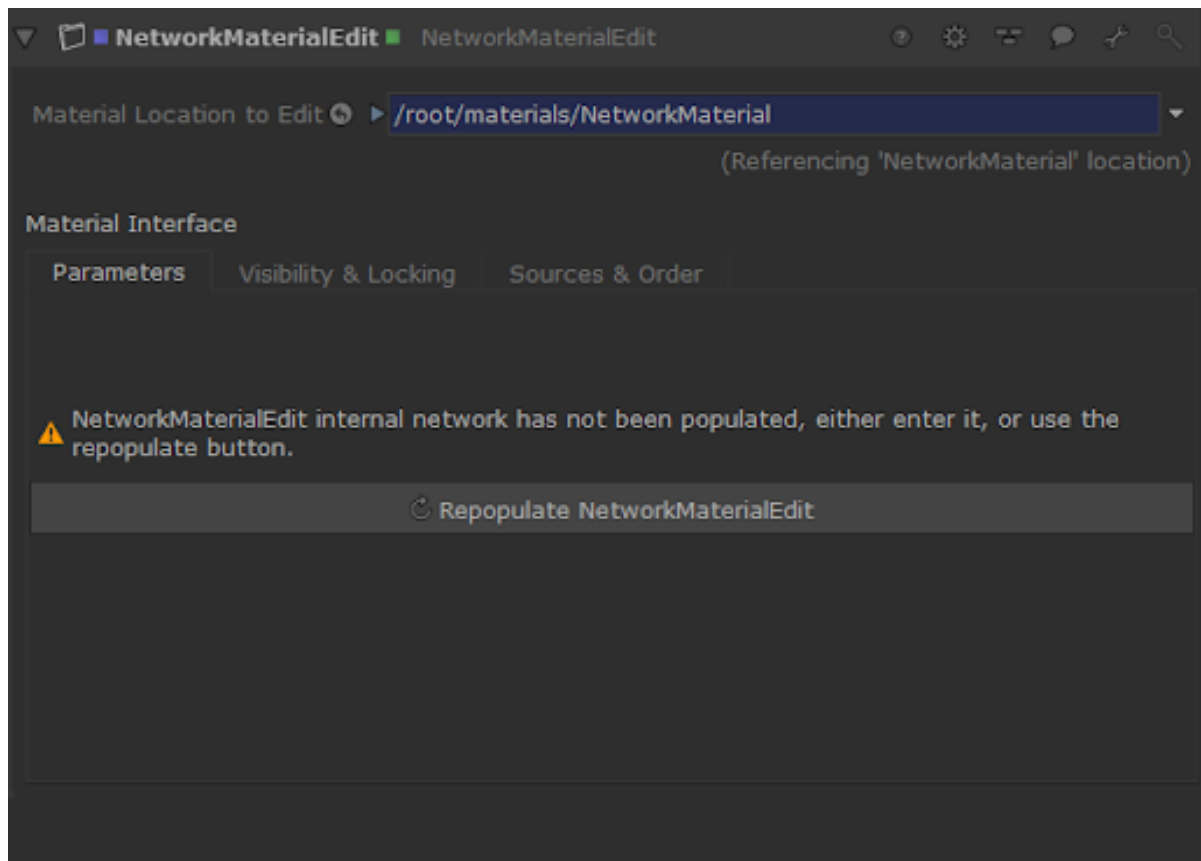 NetworkMaterialEdit NetworkMaterialEdit
Material Location to Edit /root/materials/NetworkMaterial
(Referencing 'NetworkMaterial' location)
Material Interface
Parameters Visibility & Locking Sources & Order
NetworkMaterialEdit internal network has not been populated, either enter it, or use the
repopulate button.
Repopulate NetworkMaterialEdit